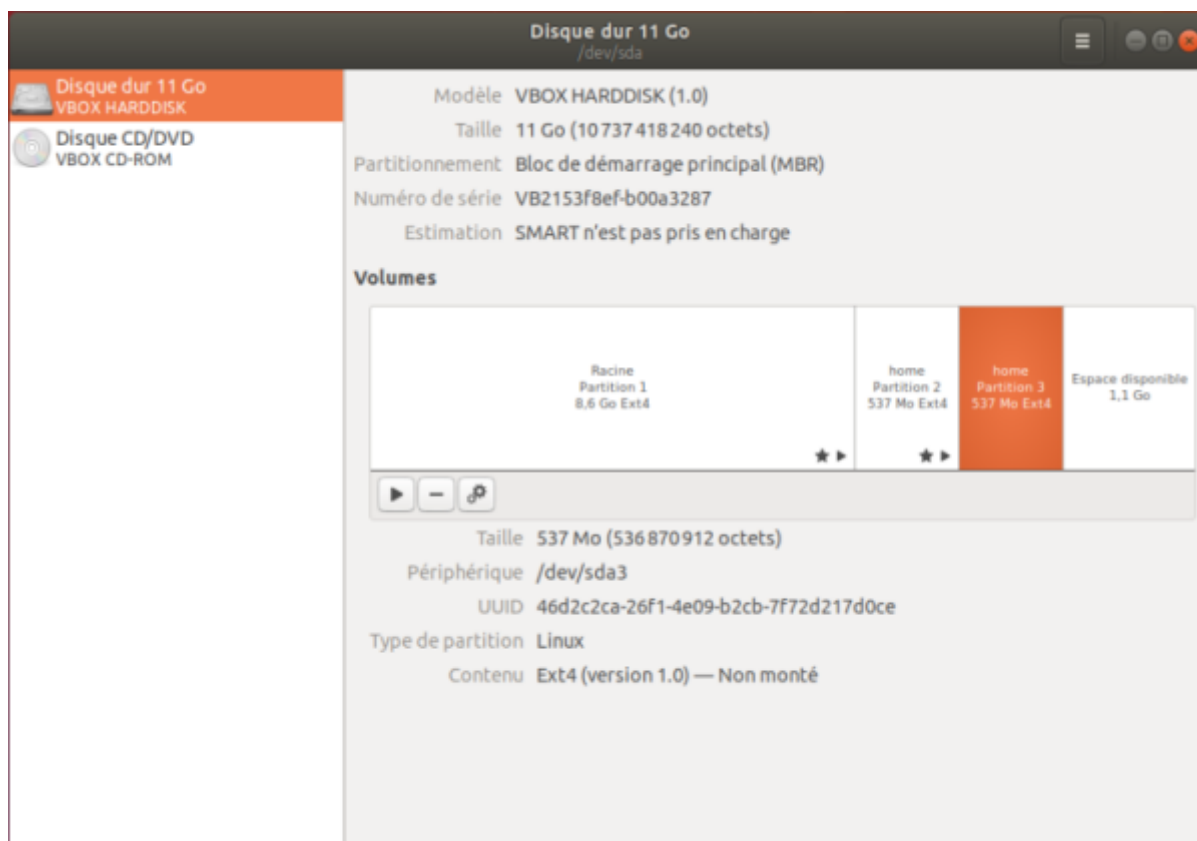 Disque dur 11 Go
/dev/sda
Disque dur 11 Go
VBOX HARDDISK
Disque CD/DVD
VBOX CD-ROM
Modèle VBOX HARDDISK (1.0)
Taille 11 Go (10 737 418 240 octets)
Partitionnement Bloc de démarrage principal (MBR)
Numéro de série VB2153f8ef-b00a3287
Estimation SMART n'est pas pris en charge
Volumes
Racine
Partition 1
8,6 Go Ext4
home
Partition 2
537 Mo Ext4
home
Partition 3
537 Mo Ext4
Espace disponible
1,1 Go
Taille 537 Mo (536 870 912 octets)
Périphérique /dev/sda3
UUID 46d2c2ca-26f1-4e09-b2cb-7f72d217d0ce
Type de partition Linux
Contenu Ext4 (version 1.0) — Non monté